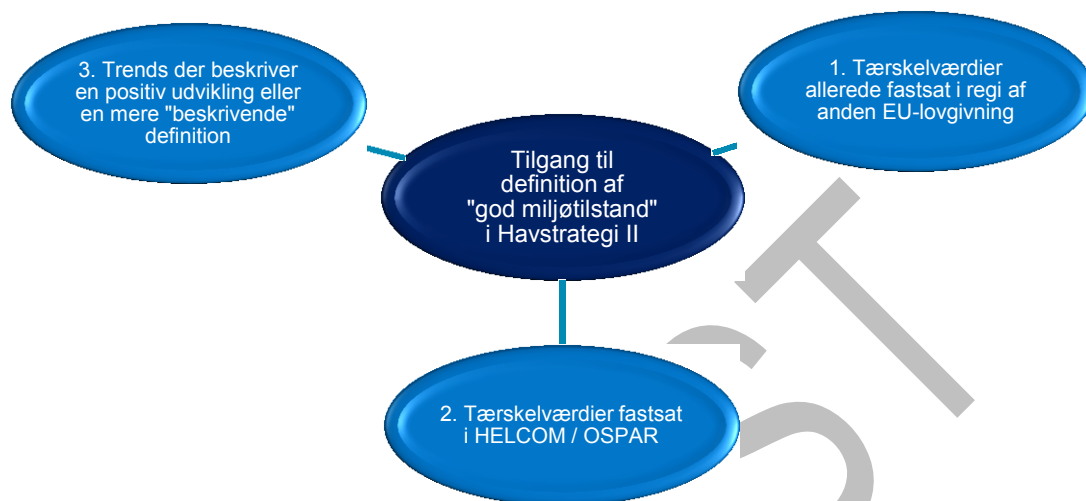 3. Trends der beskriver
en positiv udvikling eller
en mere "beskrivende"
definition
1. Tærskelværdier
allerede fastsat i regi af
anden EU-lovgivning
Tilgang til
definition af
"god miljøtilstand"
i Havstrategi II
2. Tærskelværdier fastsat
i HELCOM / OSPAR